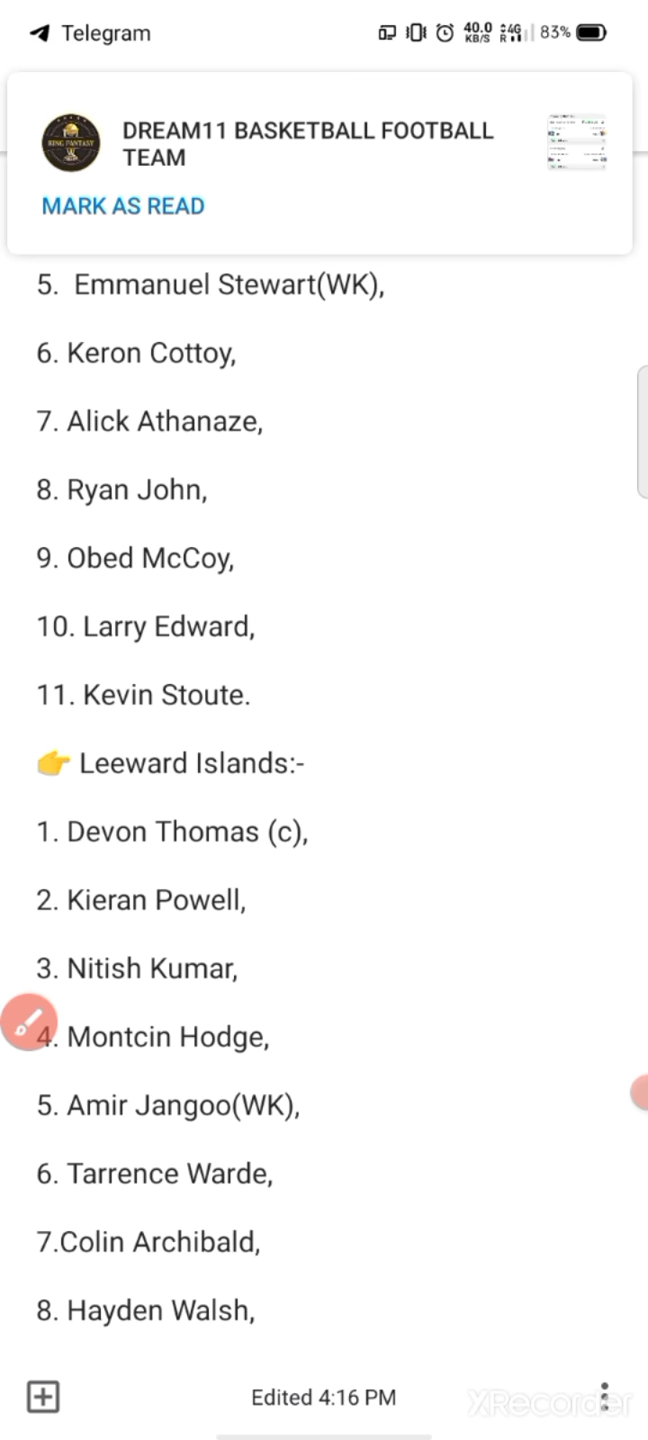 Telegram
40.0 KB/S 4G R 83%
KING FANTASY
DREAM11 BASKETBALL FOOTBALL
TEAM
MARK AS READ
5. Emmanuel Stewart(WK),
6. Keron Cottoy,
7. Alick Athanaze,
8. Ryan John,
9. Obed McCoy,
10. Larry Edward,
11. Kevin Stoute.
👉 Leeward Islands:-
1. Devon Thomas (c),
2. Kieran Powell,
3. Nitish Kumar,
4. Montcin Hodge,
5. Amir Jangoo(WK),
6. Tarrence Warde,
7.Colin Archibald,
8. Hayden Walsh,
Edited 4:16 PM
XRecorder